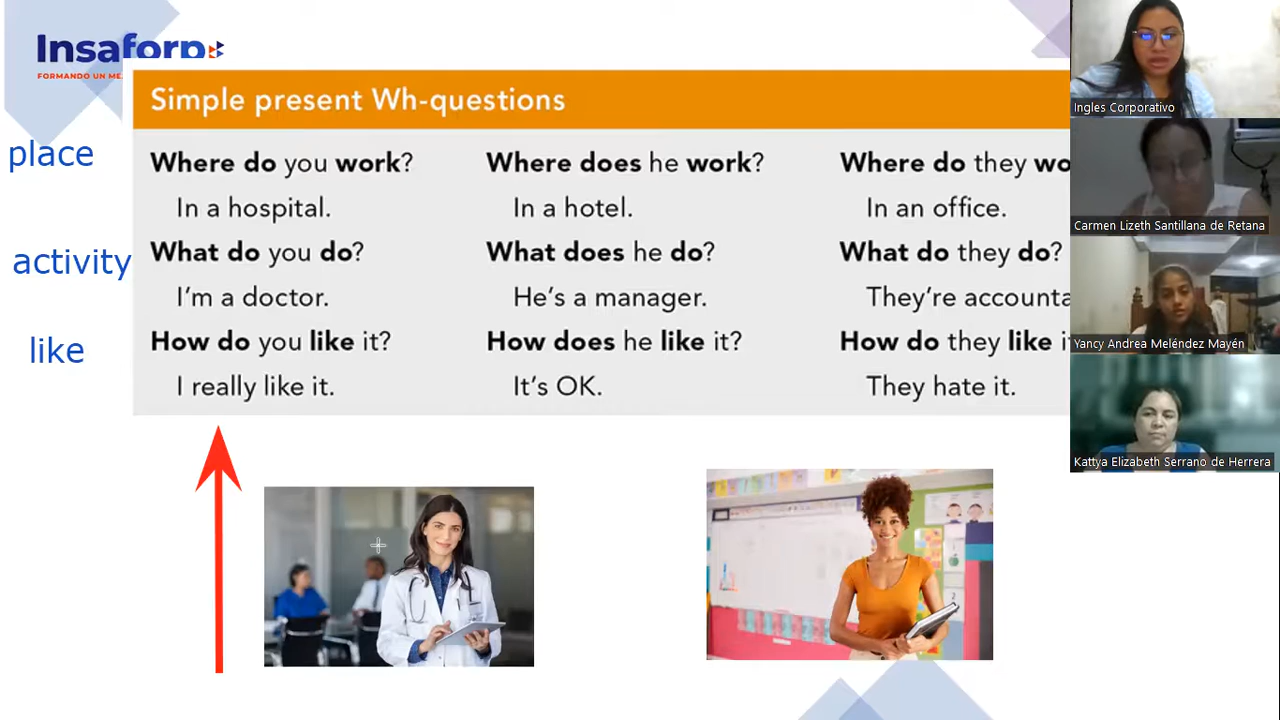 Insaforp
FORMANDO UN ME
Simple present Wh-questions
place
Where do you work?
Where does he work?
Where do they wo
In a hospital.
In a hotel.
In an office.
activity
What do you do?
What does he do?
What do they do?
I'm a doctor.
He's a manager.
They're accounta
like
How do you like it?
How does he like it?
How do they like it
I really like it.
It's OK.
They hate it.
Ingles Corporativo
Carmen Lizeth Santillana de Retana
Yancy Andrea Meléndez Mayén
Kattya Elizabeth Serrano de Herrera